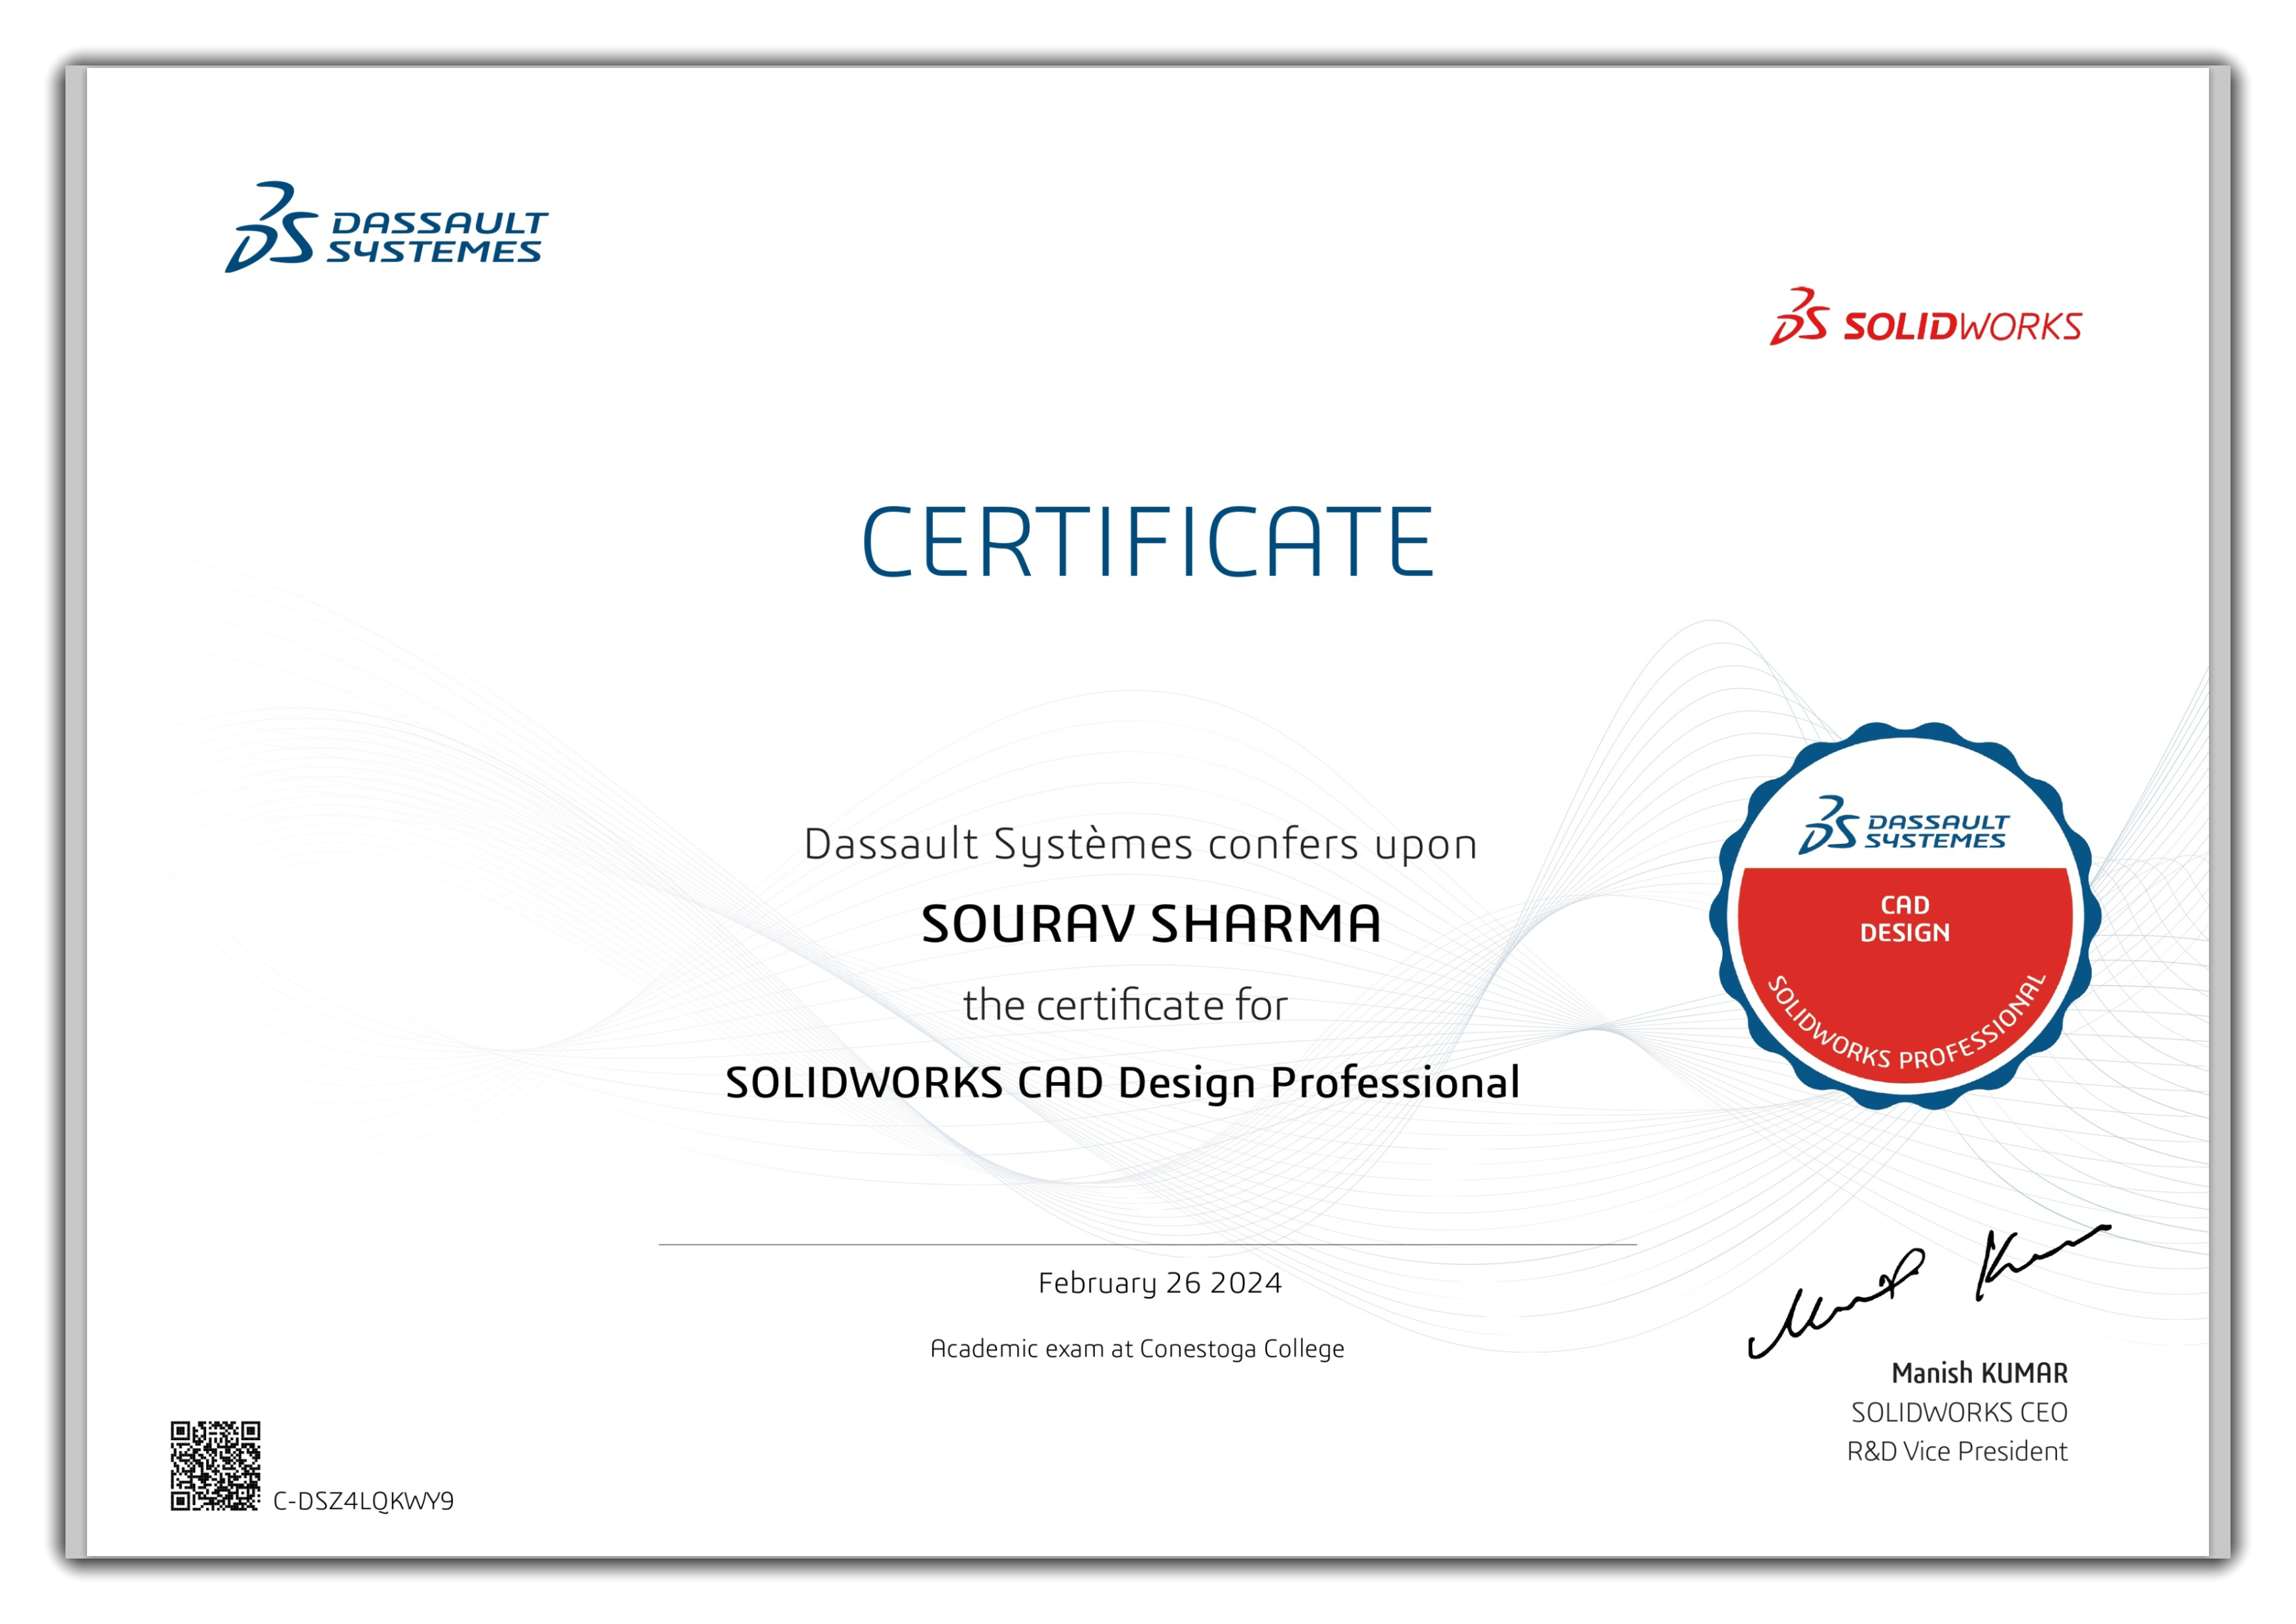 DASSAULT
SYSTEMES
SOLIDWORKS
CERTIFICATE
Dassault Systèmes confers upon
SOURAV SHARMA
the certificate for
SOLIDWORKS CAD Design Professional
DASSAULT
SYSTEMES
CAD
DESIGN
SOLIDWORKS PROFESSIONAL
February 26 2024
Academic exam at Conestoga College
Manish KUMAR
SOLIDWORKS CEO
R&D Vice President
C-DSZ4LQKWY9